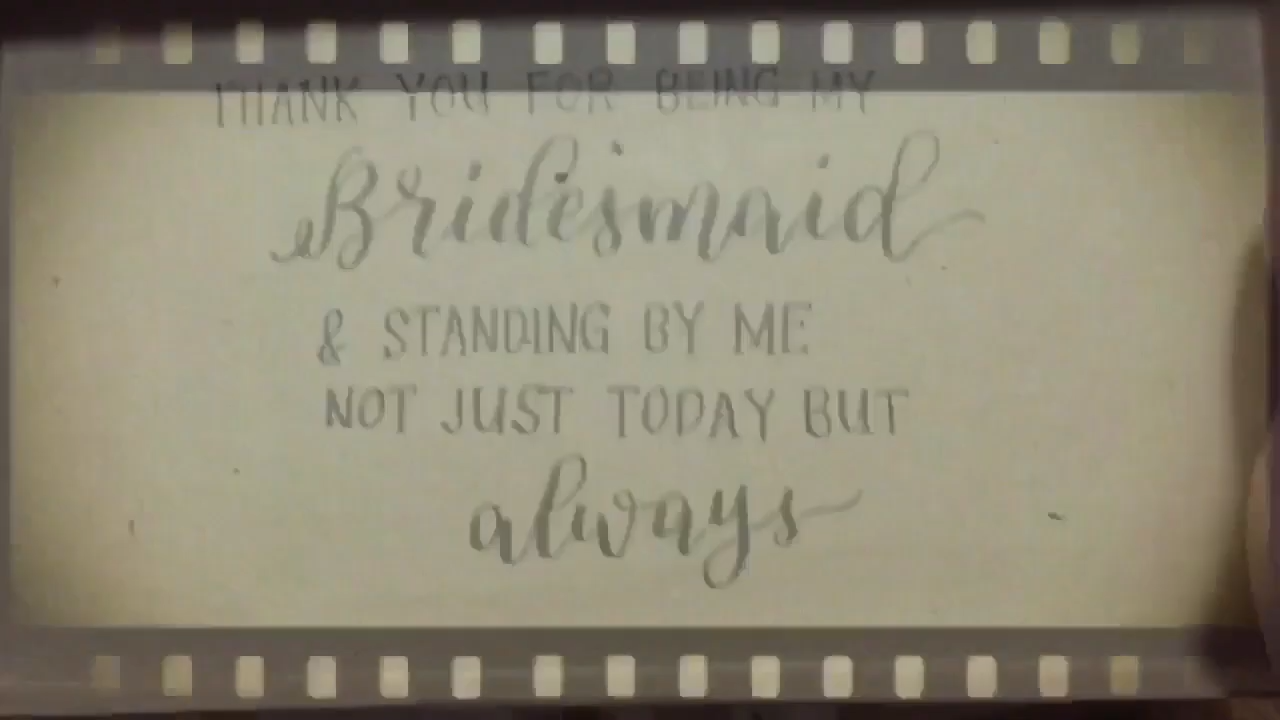 THANK YOU FOR BEING MY
Bridesmaid
& STANDING BY ME
NOT JUST TODAY BUT
always